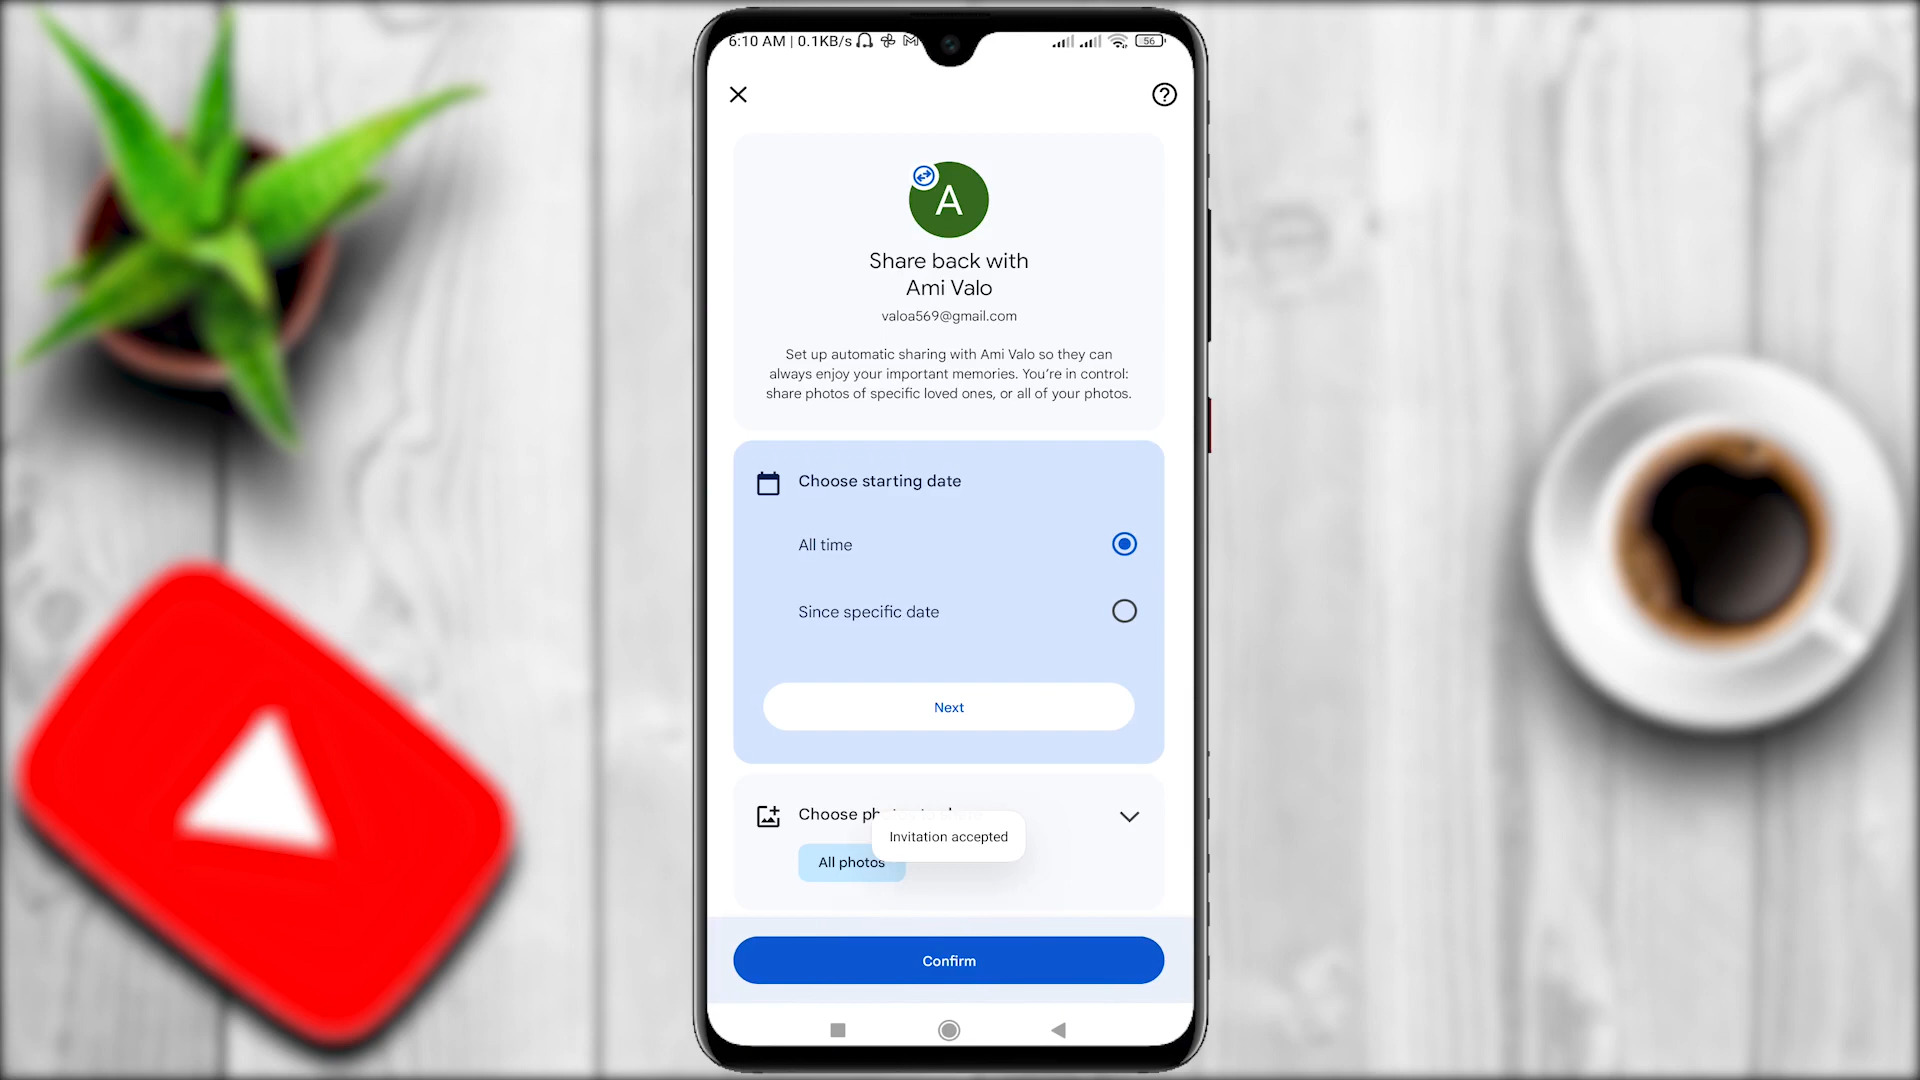 6:10 AM | 0.1KB/s
56
A
Share back with
Ami Valo
valoa569@gmail.com
Set up automatic sharing with Ami Valo so they can
always enjoy your important memories. You're in control:
share photos of specific loved ones, or all of your photos.
Choose starting date
All time
Since specific date
Next
Choose
Invitation accepted
All photos
Confirm